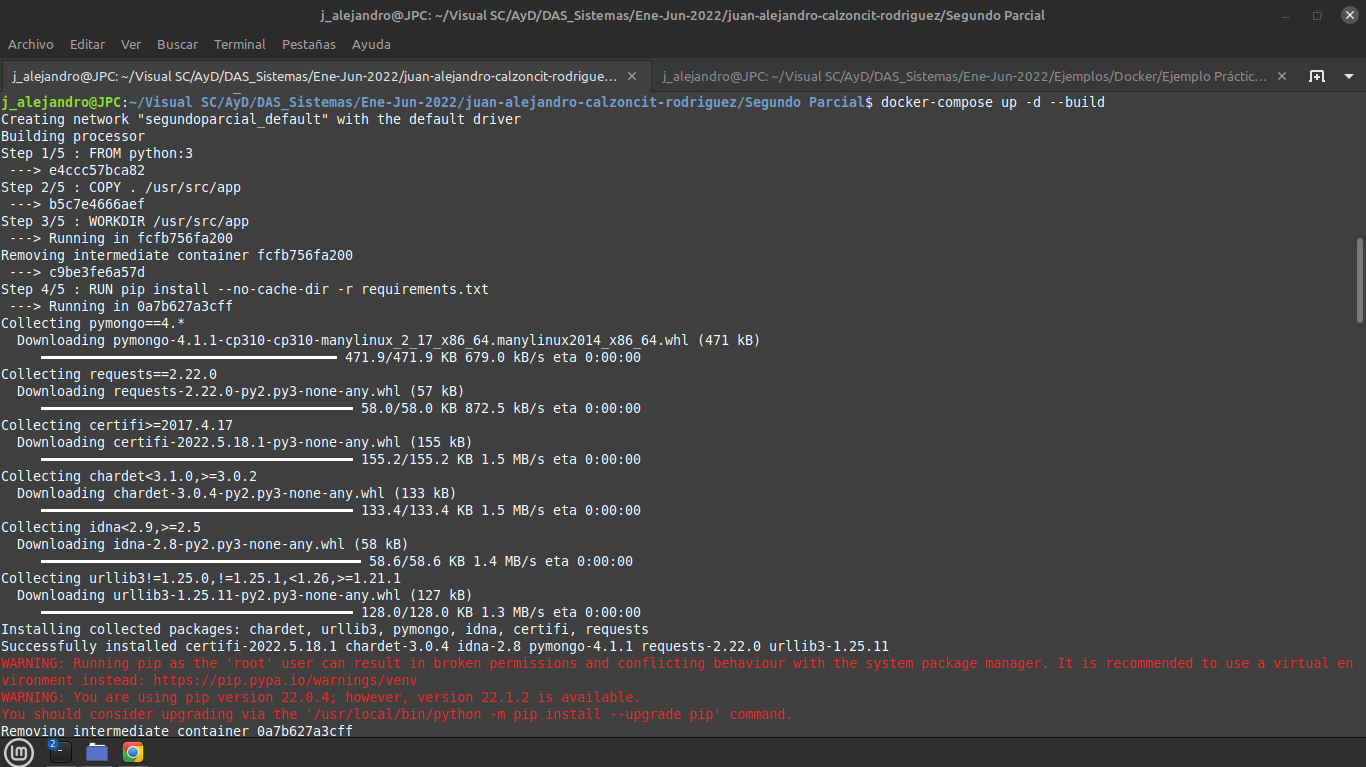 j_alejandro@JPC: ~/Visual SC/AyD/DAS_Sistemas/Ene-Jun-2022/juan-alejandro-calzoncit-rodriguez/Segundo Parcial
Archivo Editar Ver Buscar Terminal Pestañas Ayuda
j_alejandro@JPC: ~/Visual SC/AyD/DAS_Sistemas/Ene-Jun-2022/juan-alejandro-calzoncit-rodrigue... × j_alejandro@JPC: ~/Visual SC/AyD/DAS_Sistemas/Ene-Jun-2022/Ejemplos/Docker/Ejemplo Práctic... ×
j_alejandro@JPC:~/Visual SC/AyD/DAS_Sistemas/Ene-Jun-2022/juan-alejandro-calzoncit-rodriguez/Segundo Parcial$ docker-compose up -d --build
Creating network "segundoparcial_default" with the default driver
Building processor
Step 1/5 : FROM python:3
 ---> e4ccc57bca82
Step 2/5 : COPY . /usr/src/app
 ---> b5c7e4666aef
Step 3/5 : WORKDIR /usr/src/app
 ---> Running in fcfb756fa200
Removing intermediate container fcfb756fa200
 ---> c9be3fe6a57d
Step 4/5 : RUN pip install --no-cache-dir -r requirements.txt
 ---> Running in 0a7b627a3cff
Collecting pymongo==4.*
  Downloading pymongo-4.1.1-cp310-cp310-manylinux_2_17_x86_64.manylinux2014_x86_64.whl (471 kB)
     471.9/471.9 KB 679.0 kB/s eta 0:00:00
Collecting requests==2.22.0
  Downloading requests-2.22.0-py2.py3-none-any.whl (57 kB)
     58.0/58.0 KB 872.5 kB/s eta 0:00:00
Collecting certifi>=2017.4.17
  Downloading certifi-2022.5.18.1-py3-none-any.whl (155 kB)
     155.2/155.2 KB 1.5 MB/s eta 0:00:00
Collecting chardet<3.1.0,>=3.0.2
  Downloading chardet-3.0.4-py2.py3-none-any.whl (133 kB)
     133.4/133.4 KB 1.5 MB/s eta 0:00:00
Collecting idna<2.9,>=2.5
  Downloading idna-2.8-py2.py3-none-any.whl (58 kB)
     58.6/58.6 KB 1.4 MB/s eta 0:00:00
Collecting urllib3!=1.25.0,!=1.25.1,<1.26,>=1.21.1
  Downloading urllib3-1.25.11-py2.py3-none-any.whl (127 kB)
     128.0/128.0 KB 1.3 MB/s eta 0:00:00
Installing collected packages: chardet, urllib3, pymongo, idna, certifi, requests
Successfully installed certifi-2022.5.18.1 chardet-3.0.4 idna-2.8 pymongo-4.1.1 requests-2.22.0 urllib3-1.25.11
WARNING: Running pip as the 'root' user can result in broken permissions and conflicting behaviour with the system package manager. It is recommended to use a virtual en
vironment instead: https://pip.pypa.io/warnings/venv
WARNING: You are using pip version 22.0.4; however, version 22.1.2 is available.
You should consider upgrading via the '/usr/local/bin/python -m pip install --upgrade pip' command.
Removing intermediate container 0a7b627a3cff
2